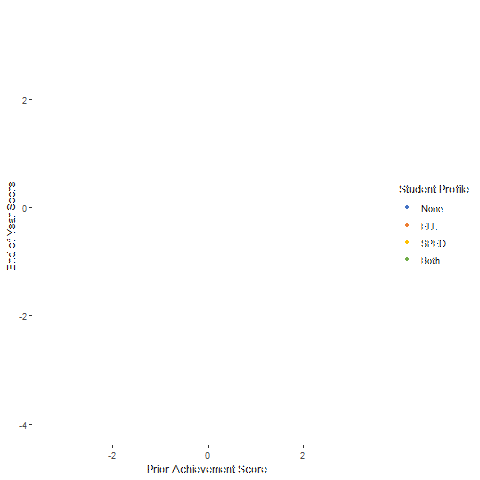 2
0
-2
-4
End of Year Score
-2
0
2
Prior Achievement Score
Student Profile
None
ELL
SPED
Both